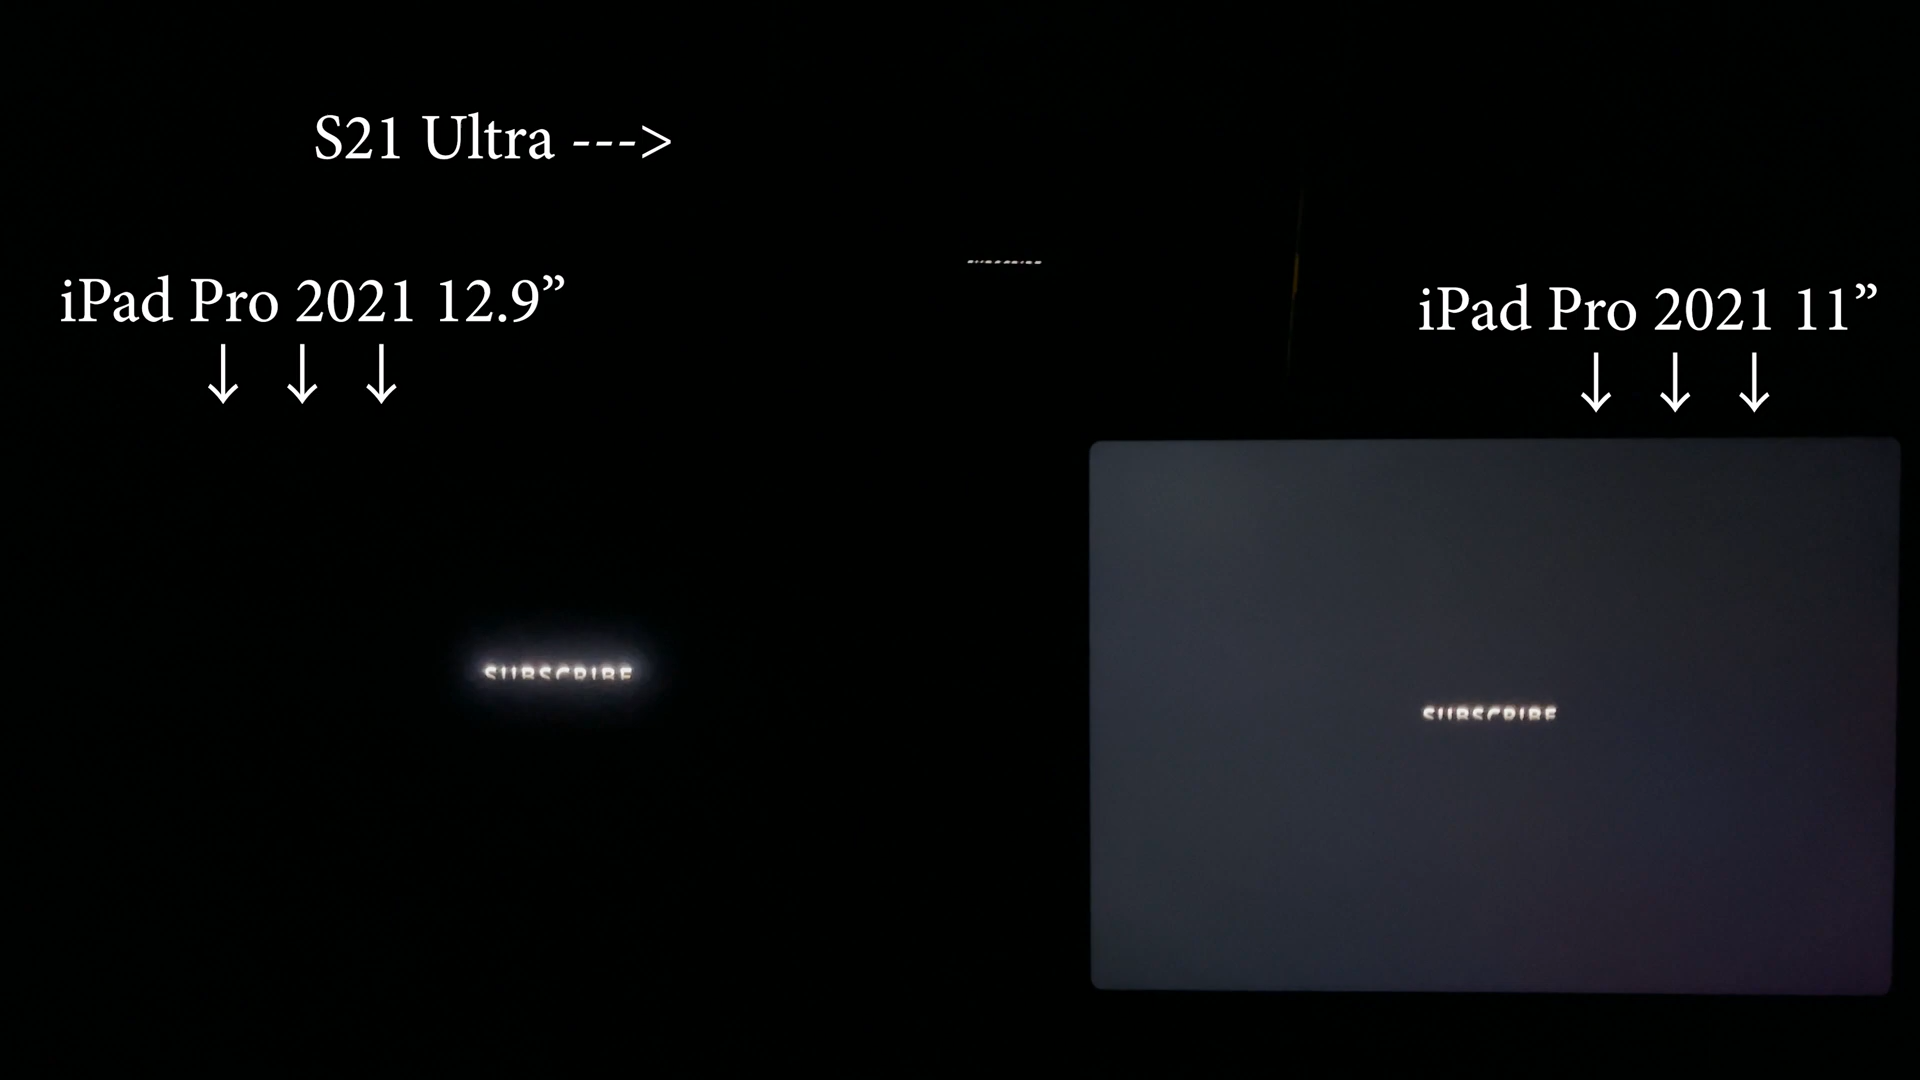 S21 Ultra --->
iPad Pro 2021 12.9”
↓ ↓ ↓
iPad Pro 2021 11”
↓ ↓ ↓
SUBSCRIBE
SUBSCRIBE